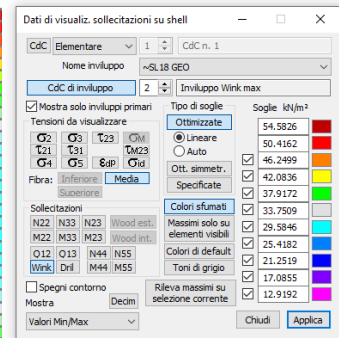 Dati di visualiz. sollecitazioni su shell
CdC Elementare 1 CdC n. 1
Nome inviluppo ~SL18 GEO
CdC di inviluppo 2 Inviluppo Wink max
Mostra solo inviluppi primari
Tensioni da visualizzare
σ2 σ3 τ23 σM
τ21 τ31 τM23
σ4 σ5 εdP σid
Fibra: Inferiore Media
Superiore
Sollecitazioni
N22 N33 N23 Wood est.
M22 M33 M23 Wood int.
Q12 Q13 N44 N55
Wink Dril M44 M55
Spegni contorno
Mostra Decim
Valori Min/Max
Tipo di soglie
Ottimizzate
Lineare
Auto
Ott. simmetr.
Specificate
Colori sfumati
Massimi solo su
elementi visibili
Colori di default
Toni di grigio
Rileva massimi su
selezione corrente
Soglie kN/m²
54.5826
50.4162
46.2499
42.0836
37.9172
33.7509
29.5846
25.4182
21.2519
17.0855
12.9192
Chiudi Applica